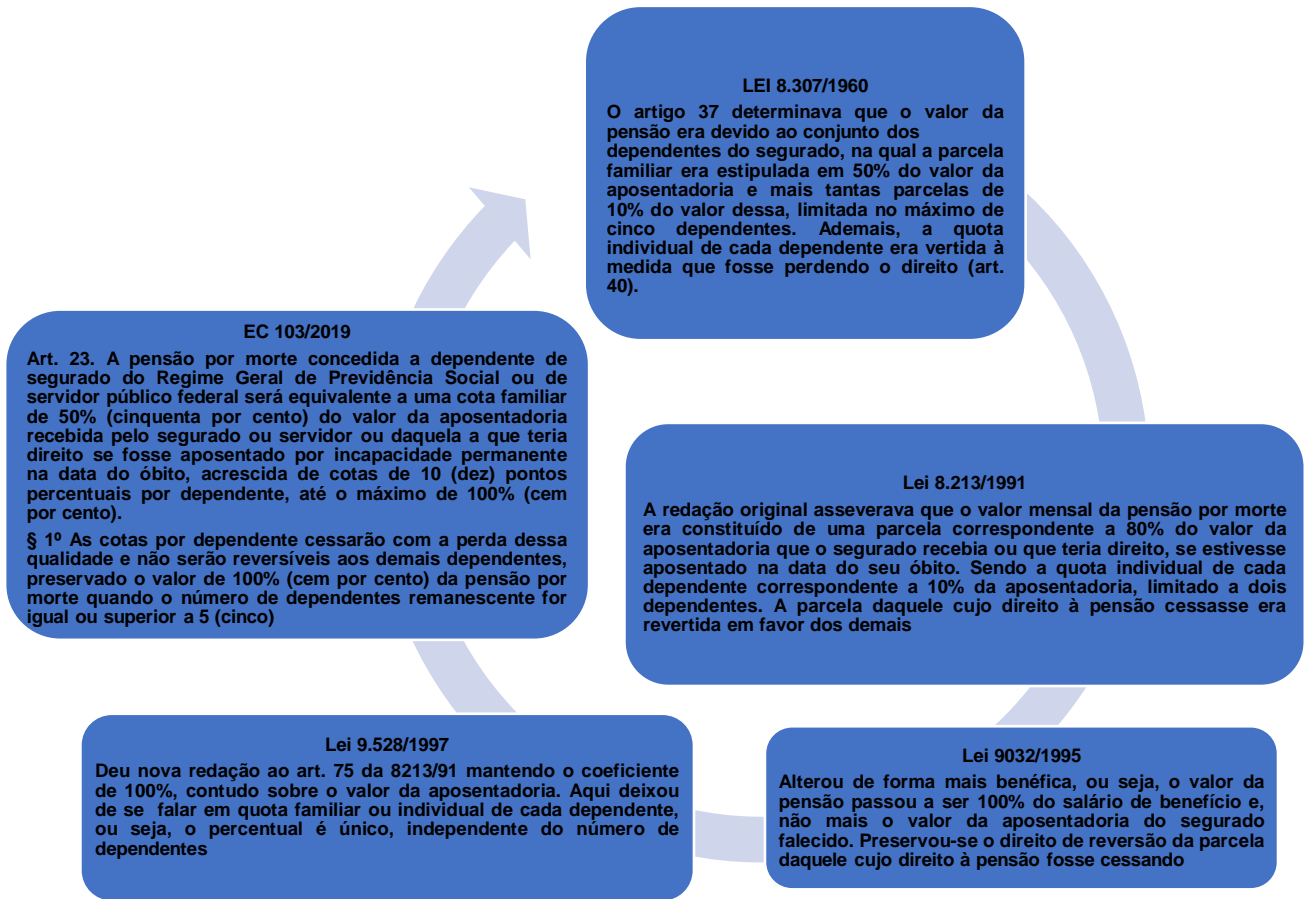 LEI 8.307/1960
O artigo 37 determinava que o valor da
pensão era devido ao conjunto dos
dependentes do segurado, na qual a parcela
familiar era estipulada em 50% do valor da
aposentadoria e mais tantas parcelas de
10% do valor dessa, limitada no máximo de
cinco dependentes. Ademais, a quota
individual de cada dependente era vertida à
medida que fosse perdendo o direito (art.
40).
Lei 8.213/1991
A redação original asseverava que o valor mensal da pensão por morte
era constituído de uma parcela correspondente a 80% do valor da
aposentadoria que o segurado recebia ou que teria direito, se estivesse
aposentado na data do seu óbito. Sendo a quota individual de cada
dependente correspondente a 10% da aposentadoria, limitado a dois
dependentes. A parcela daquele cujo direito à pensão cessasse era
revertida em favor dos demais
Lei 9032/1995
Alterou de forma mais benéfica, ou seja, o valor da
pensão passou a ser 100% do salário de benefício e,
não mais o valor da aposentadoria do segurado
falecido. Preservou-se o direito de reversão da parcela
daquele cujo direito à pensão fosse cessando
Lei 9.528/1997
Deu nova redação ao art. 75 da 8213/91 mantendo o coeficiente
de 100%, contudo sobre o valor da aposentadoria. Aqui deixou
de se falar em quota familiar ou individual de cada dependente,
ou seja, o percentual é único, independente do número de
dependentes
EC 103/2019
Art. 23. A pensão por morte concedida a dependente de
segurado do Regime Geral de Previdência Social ou de
servidor público federal será equivalente a uma cota familiar
de 50% (cinquenta por cento) do valor da aposentadoria
recebida pelo segurado ou servidor ou daquela a que teria
direito se fosse aposentado por incapacidade permanente
na data do óbito, acrescida de cotas de 10 (dez) pontos
percentuais por dependente, até o máximo de 100% (cem
por cento).
§ 1º As cotas por dependente cessarão com a perda dessa
qualidade e não serão reversíveis aos demais dependentes,
preservado o valor de 100% (cem por cento) da pensão por
morte quando o número de dependentes remanescente for
igual ou superior a 5 (cinco)